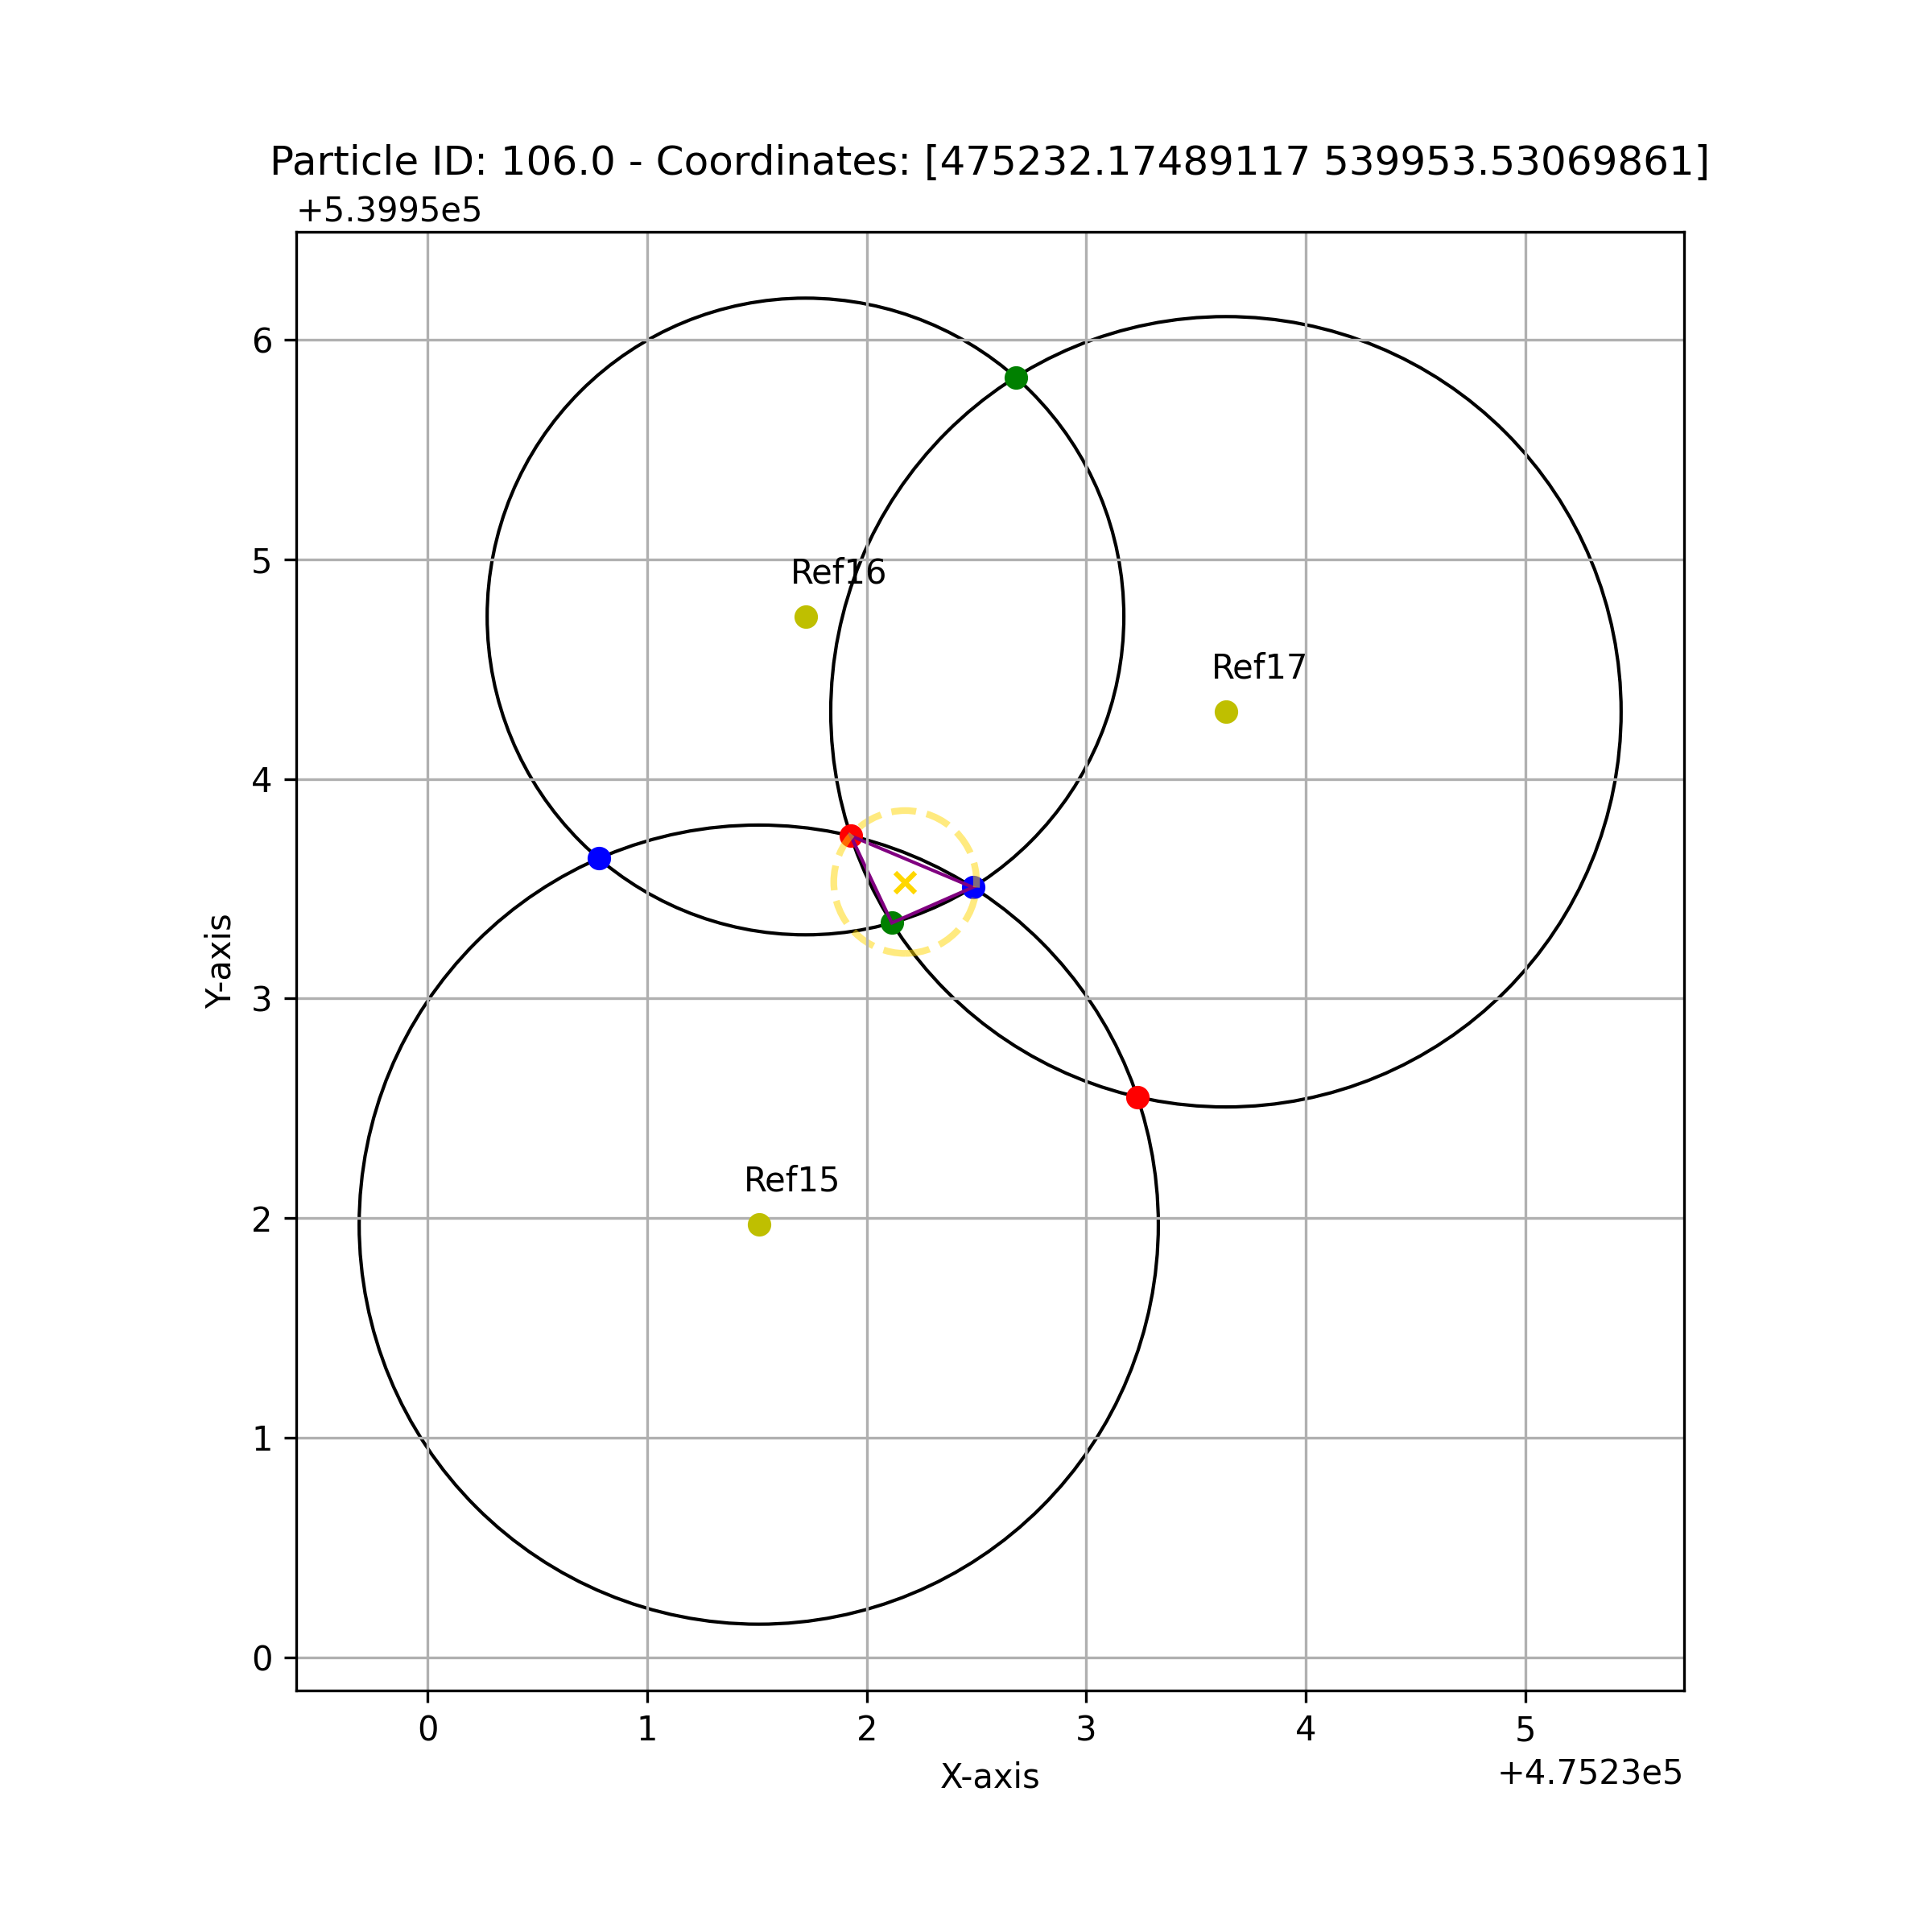 Particle ID: 106.0 - Coordinates: [475232.17489117 539953.53069861]
+5.3995e5
6
5
Ref16
Ref17
4
Y-axis
3
Ref15
2
1
0
0 1 2 3 4 5
X-axis
+4.7523e5